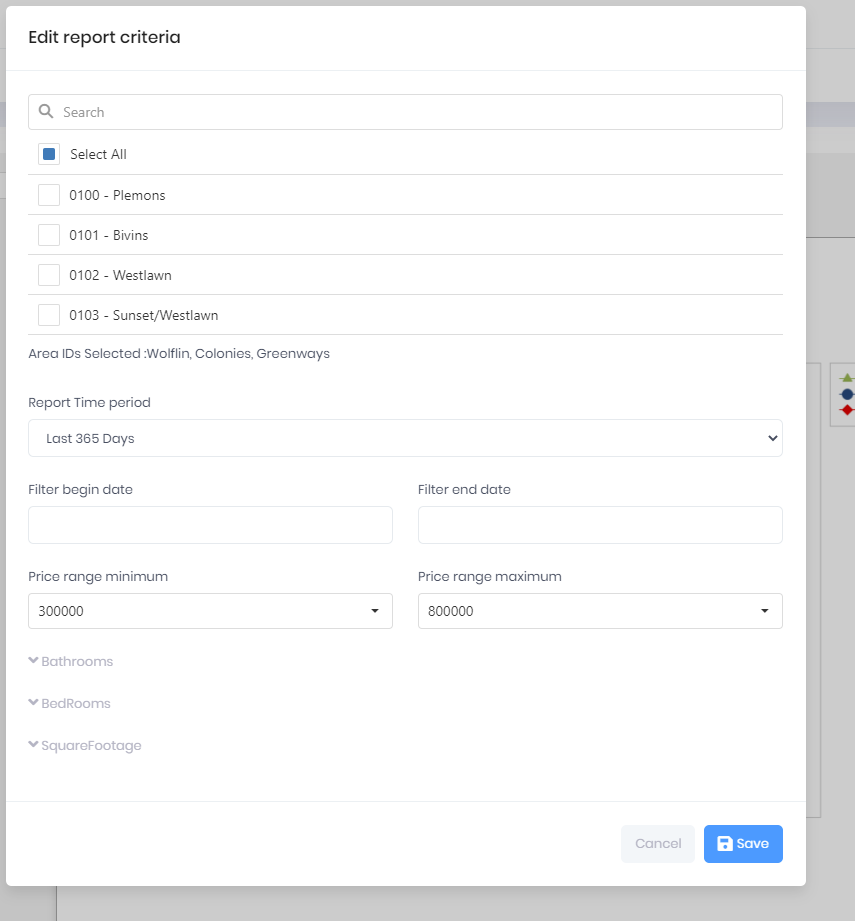 Edit report criteria
Search
Select All
0100 - Plemons
0101 - Bivins
0102 - Westlawn
0103 - Sunset/Westlawn
Area IDs Selected :Wolflin, Colonies, Greenways
Report Time period
Last 365 Days
Filter begin date Filter end date
Price range minimum Price range maximum
300000 800000
Bathrooms
BedRooms
SquareFootage
Cancel Save